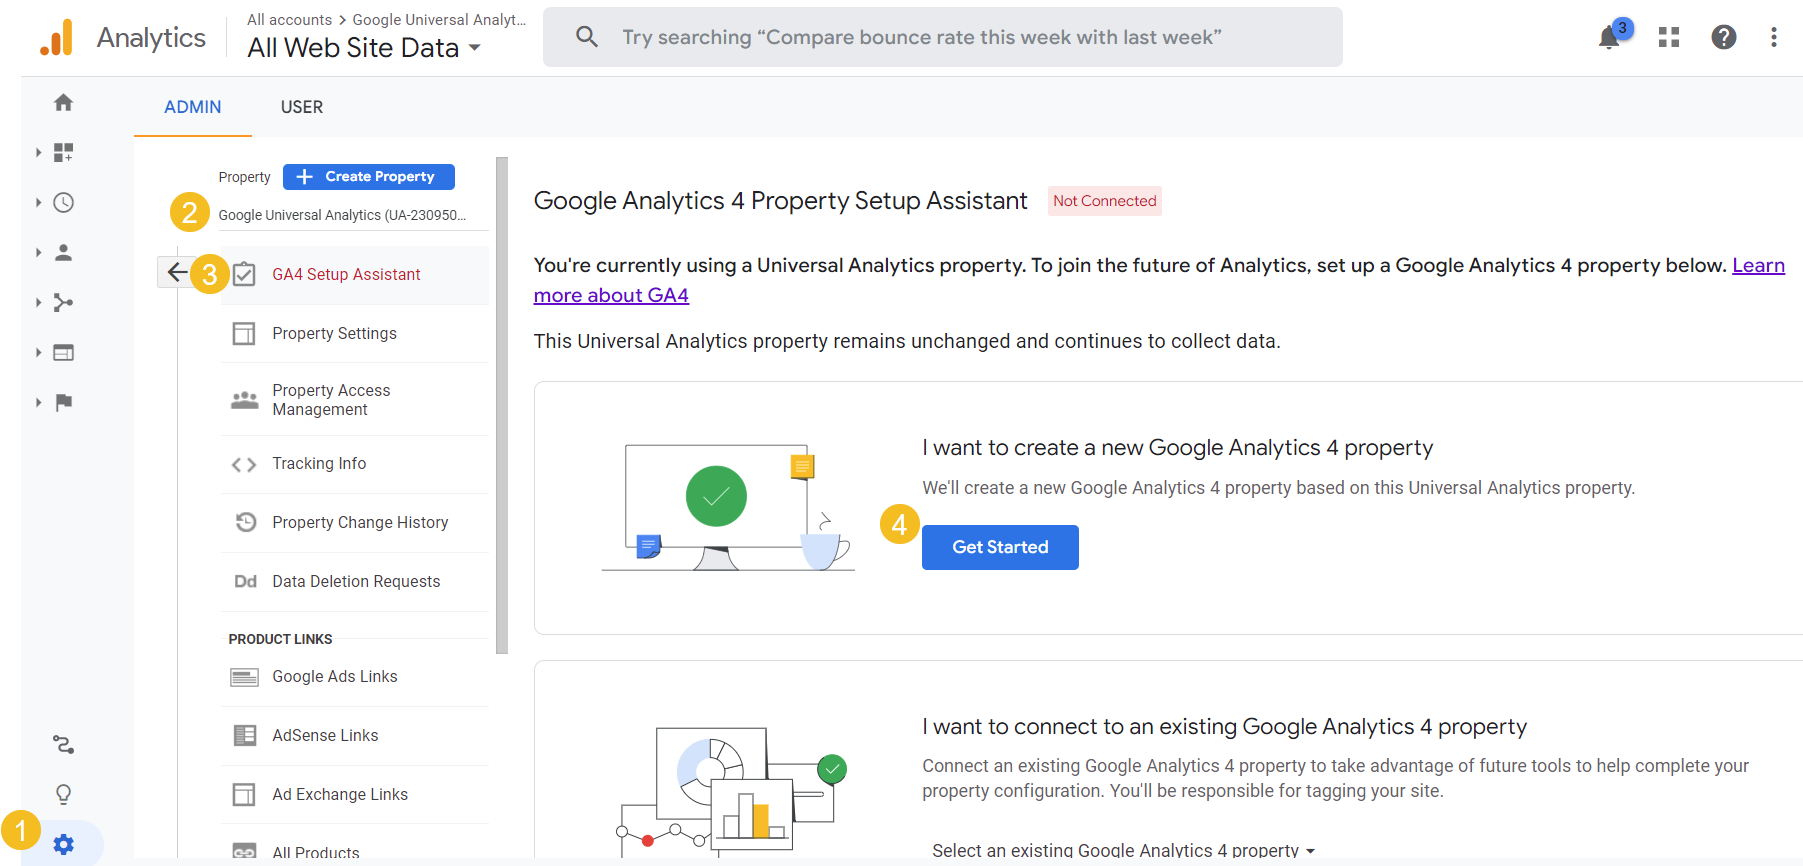 Analytics
All accounts > Google Universal Analyt...
All Web Site Data
Try searching “Compare bounce rate this week with last week”
3
ADMIN
USER
Property
Create Property
2
Google Universal Analytics (UA-230950...
3
GA4 Setup Assistant
Property Settings
Property Access
Management
Tracking Info
Property Change History
Dd
Data Deletion Requests
PRODUCT LINKS
Google Ads Links
AdSense Links
Ad Exchange Links
All Products
1
Google Analytics 4 Property Setup Assistant
Not Connected
You're currently using a Universal Analytics property. To join the future of Analytics, set up a Google Analytics 4 property below. Learn
more about GA4
This Universal Analytics property remains unchanged and continues to collect data.
I want to create a new Google Analytics 4 property
We'll create a new Google Analytics 4 property based on this Universal Analytics property.
4
Get Started
I want to connect to an existing Google Analytics 4 property
Connect an existing Google Analytics 4 property to take advantage of future tools to help complete your
property configuration. You'll be responsible for tagging your site.
Select an existing Google Analytics 4 property